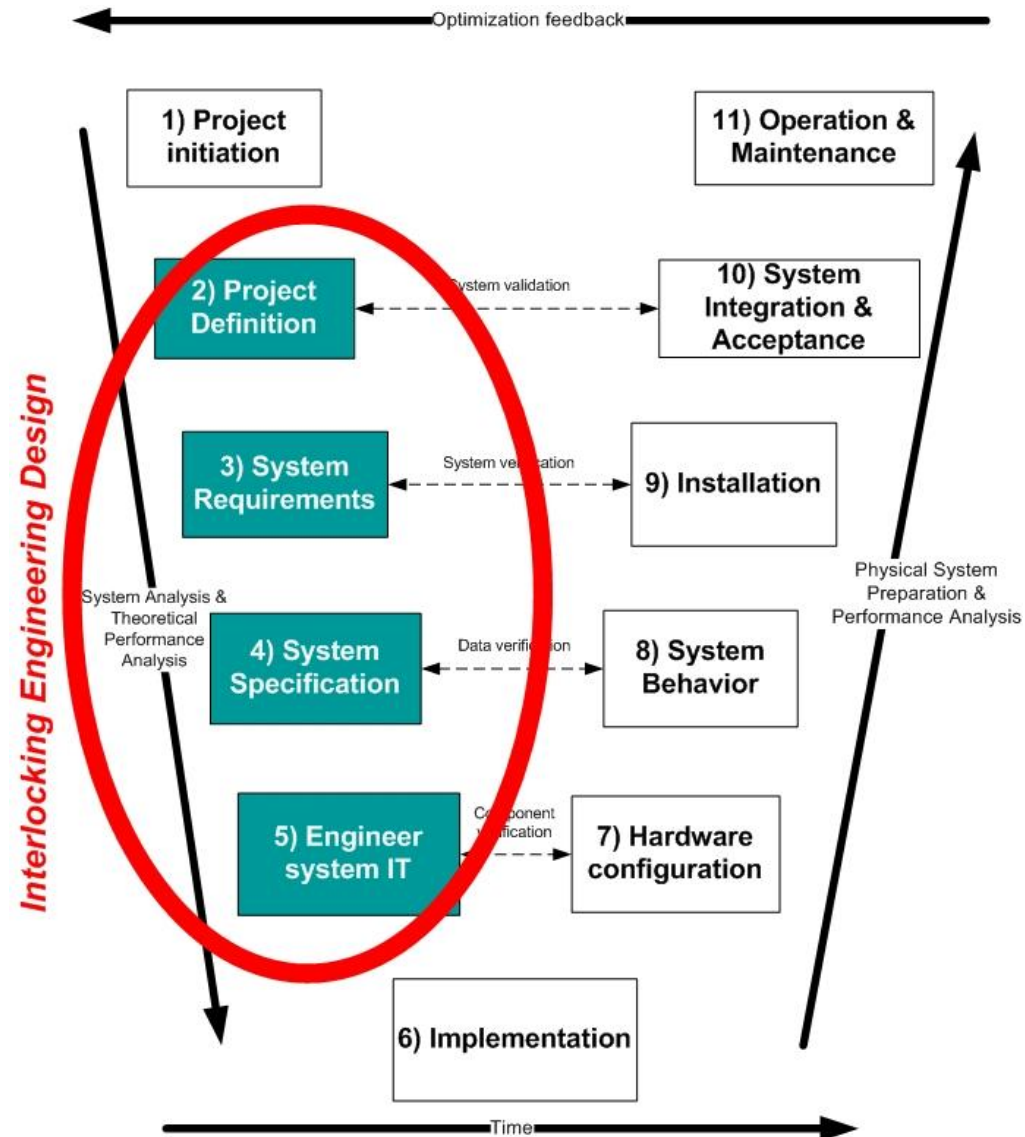 Optimization feedback
1) Project
initiation
11) Operation &
Maintenance
2) Project
Definition
System validation
10) System
Integration &
Acceptance
Interlocking Engineering Design
3) System
Requirements
System verification
9) Installation
System Analysis &
Theoretical
Performance
Analysis
Physical System
Preparation &
Performance Analysis
4) System
Specification
Data verification
8) System
Behavior
5) Engineer
system IT
Component
verification
7) Hardware
configuration
6) Implementation
Time